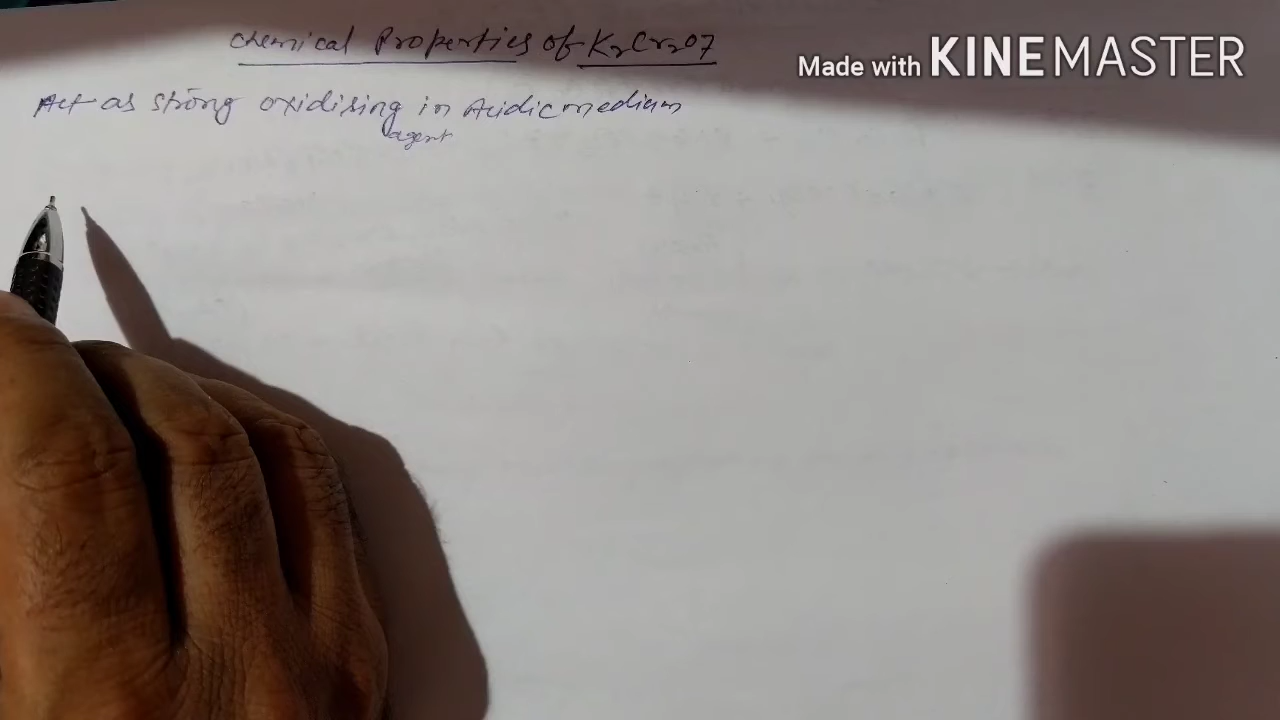 Chemical Properties of K2Cr2O7
Made with KINEMASTER
Act as strong oxidising in Acidic medium
agent